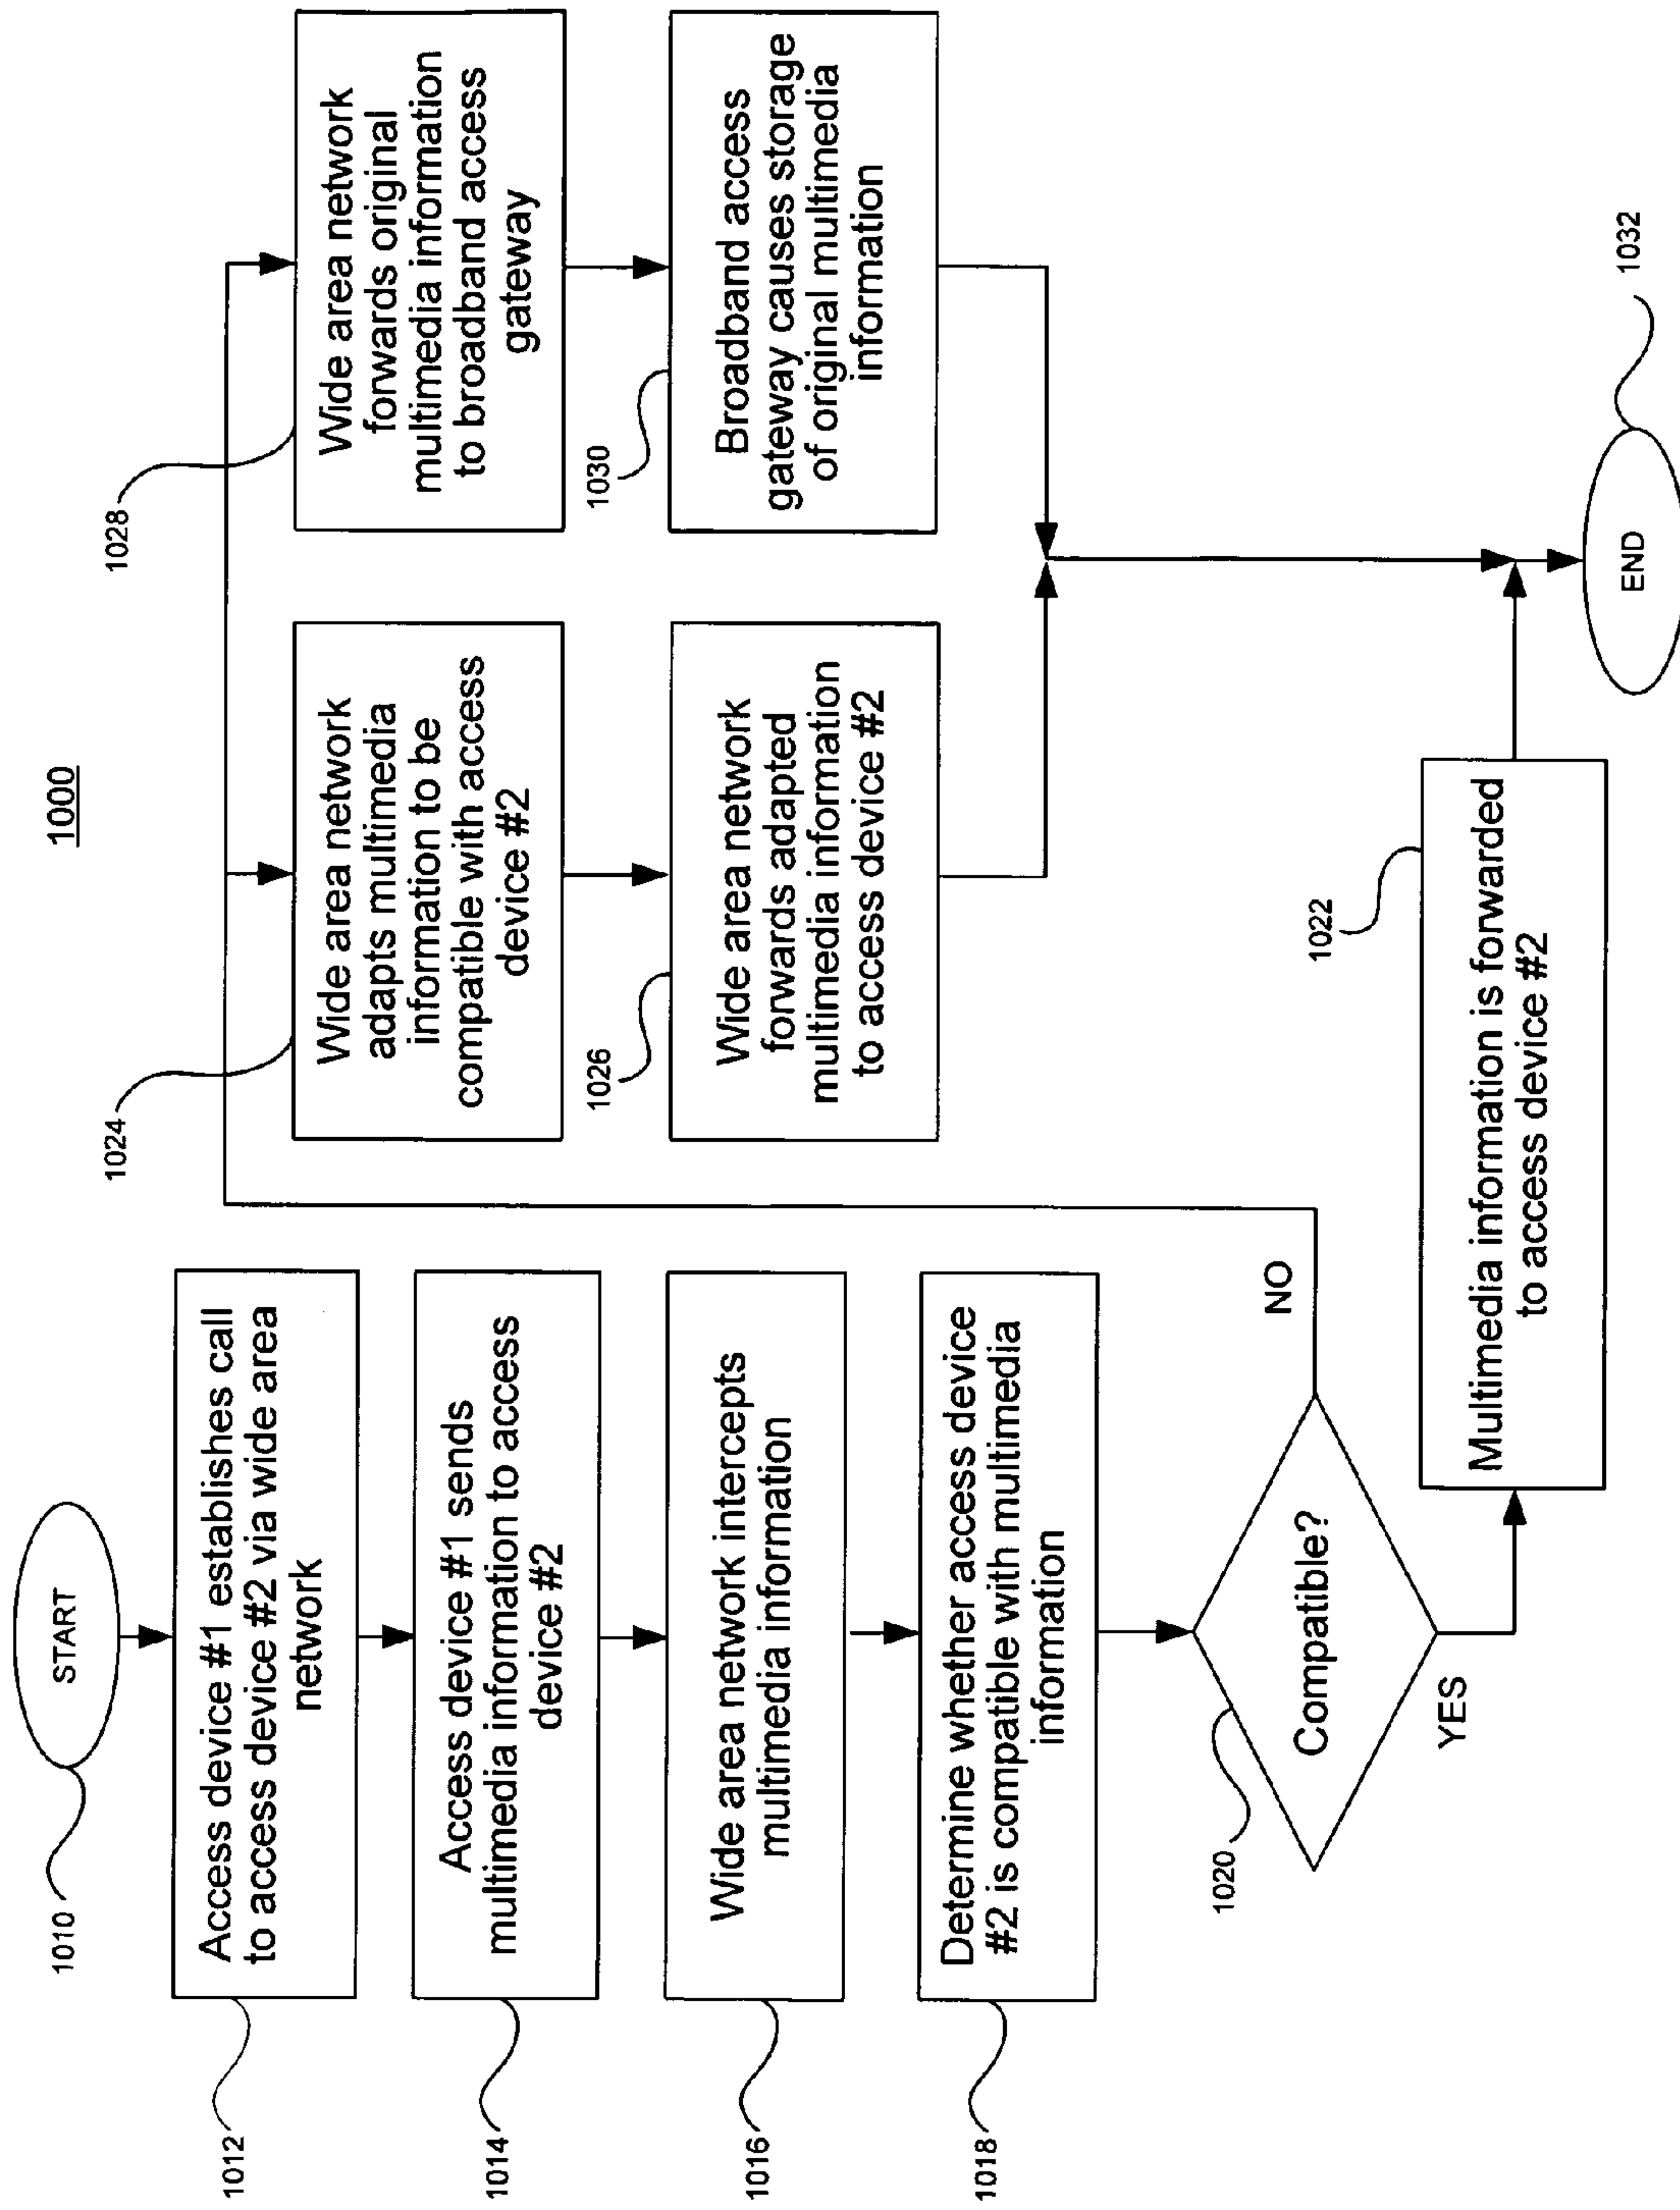 1000
START
1010
Access device #1 establishes call
to access device #2 via wide area
network
1012
Access device #1 sends
multimedia information to access
device #2
1014
Wide area network intercepts
multimedia information
1016
Determine whether access device
#2 is compatible with multimedia
information
1018
Compatible?
1020
NO
YES
Multimedia information is forwarded
to access device #2
1022
Wide area network
adapts multimedia
information to be
compatible with access
device #2
1024
Wide area network
forwards adapted
multimedia information
to access device #2
1026
Wide area network
forwards original
multimedia information
to broadband access
gateway
1028
Broadband access
gateway causes storage
of original multimedia
information
1030
END
1032